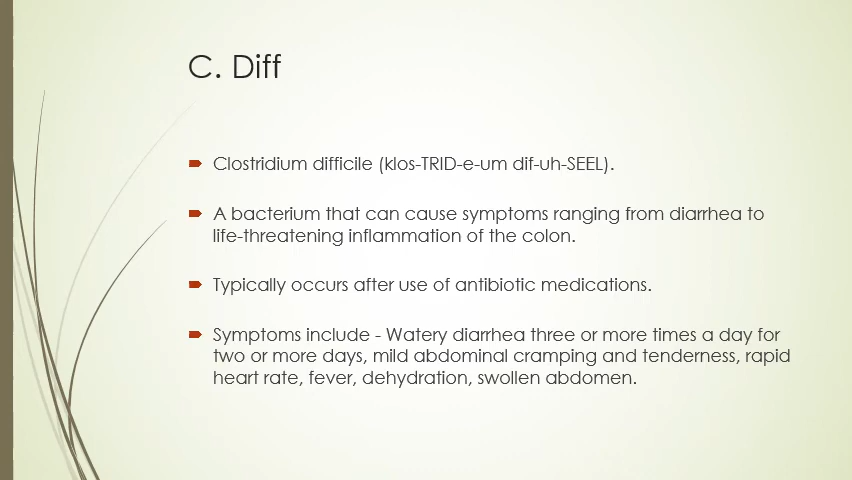 C. Diff
Clostridium difficile (klos-TRID-e-um dif-uh-SEEL).
A bacterium that can cause symptoms ranging from diarrhea to
life-threatening inflammation of the colon.
Typically occurs after use of antibiotic medications.
Symptoms include - Watery diarrhea three or more times a day for
two or more days, mild abdominal cramping and tenderness, rapid
heart rate, fever, dehydration, swollen abdomen.